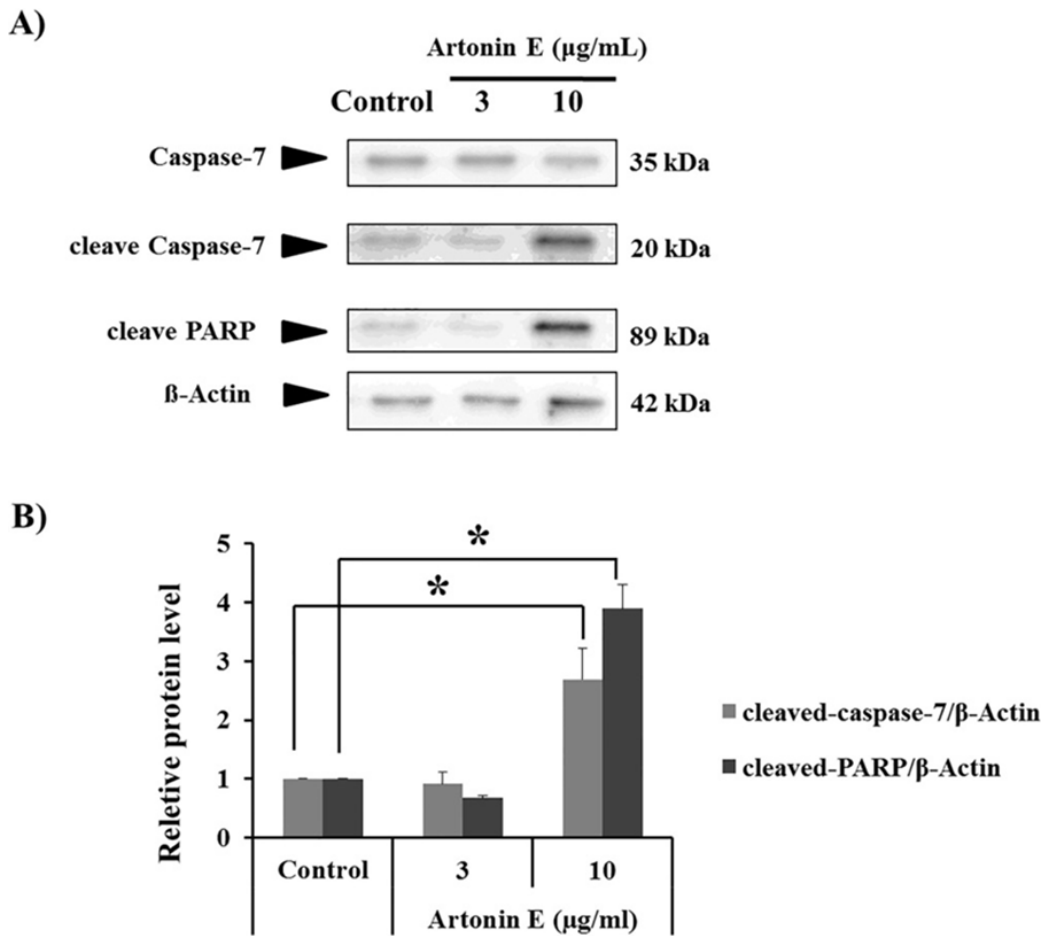 A)
Artonin E (µg/mL)
Control 3 10
Caspase-7 35 kDa
cleave Caspase-7 20 kDa
cleave PARP 89 kDa
ß-Actin 42 kDa
B)
Reletive protein level
5
4
3
2
1
0
* 
*
Control 3 10
Artonin E (µg/ml)
cleaved-caspase-7/β-Actin
cleaved-PARP/β-Actin